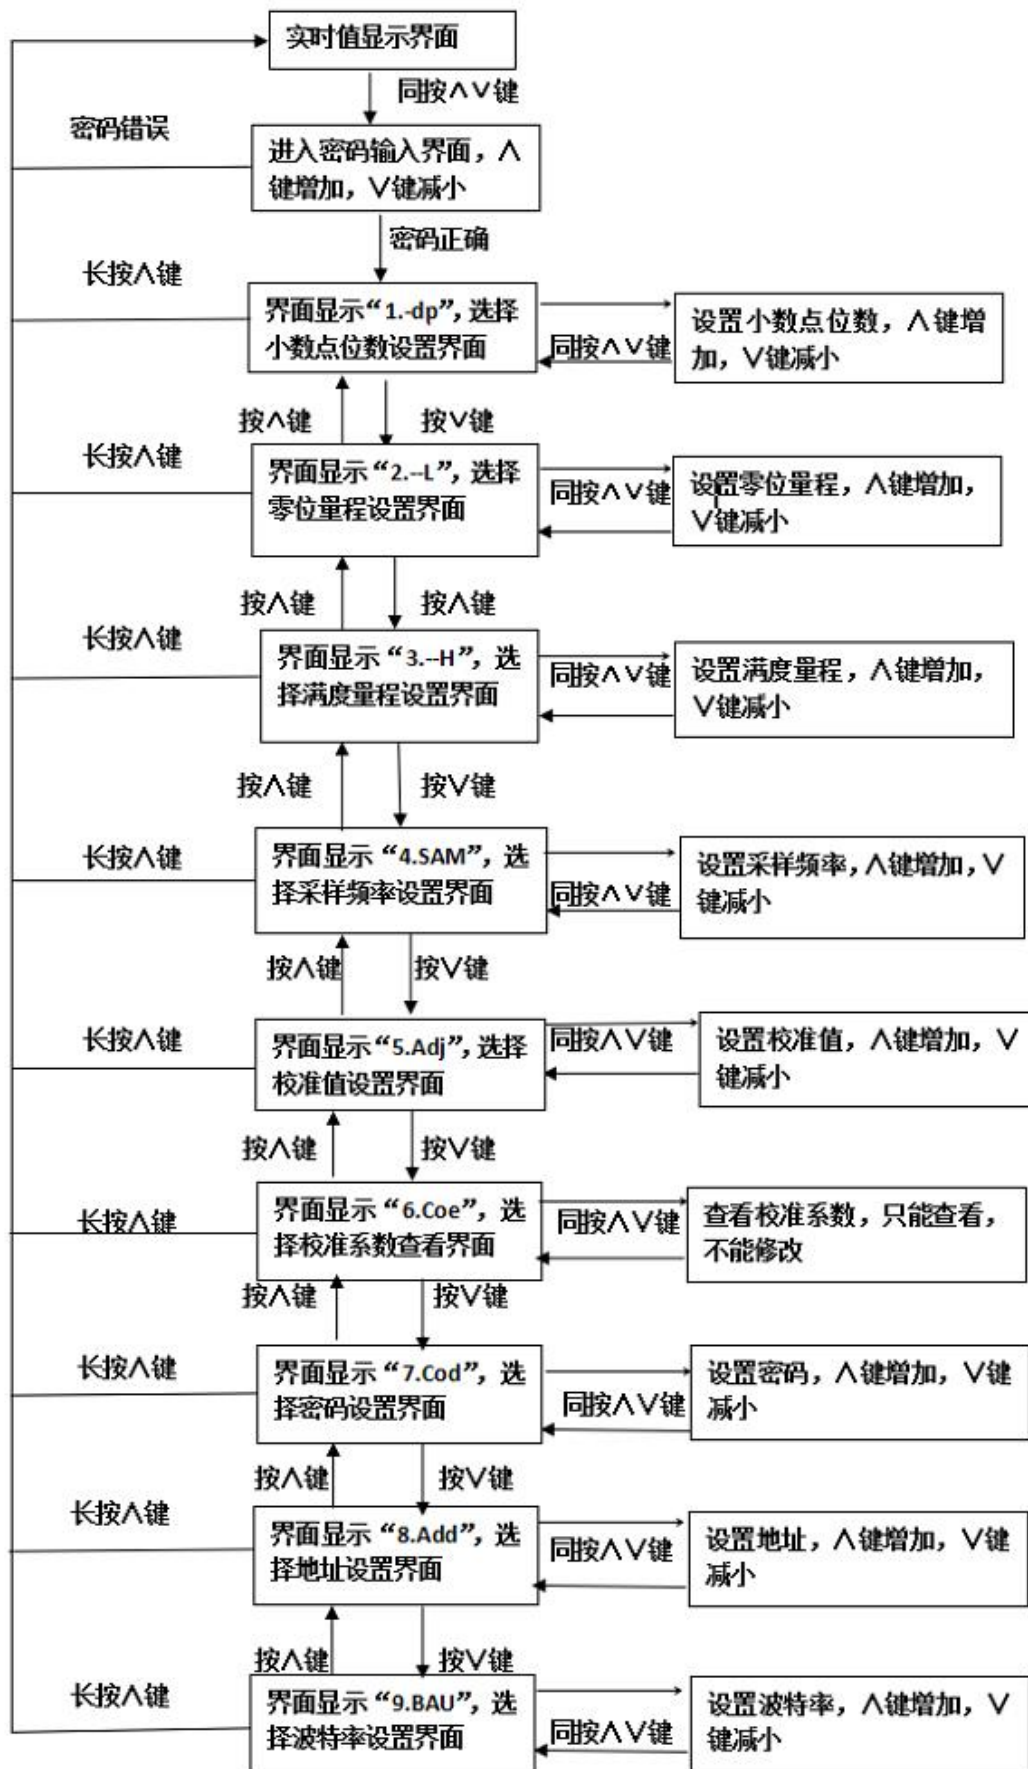 实时值显示界面
同按∧∨键
密码错误
进入密码输入界面，∧
键增加，∨键减小
密码正确
长按∧键
界面显示“1.-dp”，选择
小数点位数设置界面
同按∧∨键
设置小数点位数，∧键增
加，∨键减小
按∧键
按∨键
长按∧键
界面显示“2.--L”，选择
零位量程设置界面
同按∧∨键
设置零位量程，∧键增加，
∨键减小
按∧键
按∧键
长按∧键
界面显示“3.--H”，选
择满度量程设置界面
同按∧∨键
设置满度量程，∧键增加，
∨键减小
按∧键
按∨键
长按∧键
界面显示“4.SAM”，选
择采样频率设置界面
同按∧∨键
设置采样频率，∧键增加，∨
键减小
按∧键
按∨键
长按∧键
界面显示“5.Adj”，选择
校准值设置界面
同按∧∨键
设置校准值，∧键增加，∨
键减小
按∧键
按∨键
长按∧键
界面显示“6.Coe”，选
择校准系数查看界面
同按∧∨键
查看校准系数，只能查看，
不能修改
按∧键
按∨键
长按∧键
界面显示“7.Cod”，选
择密码设置界面
同按∧∨键
设置密码，∧键增加，∨键
减小
按∧键
按∨键
长按∧键
界面显示“8.Add”，选
择地址设置界面
同按∧∨键
设置地址，∧键增加，∨键
减小
按∧键
按∨键
长按∧键
界面显示“9.BAU”，选
择波特率设置界面
同按∧∨键
设置波特率，∧键增加，∨
键减小